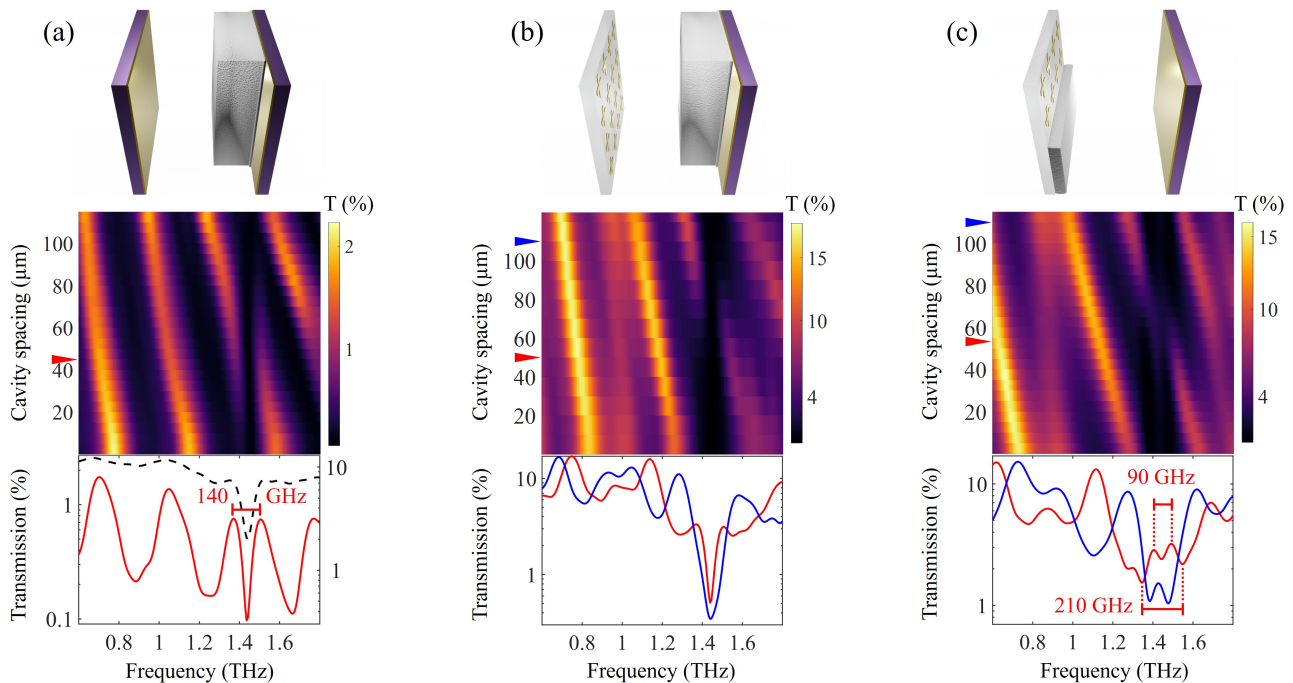 (a)
(b)
(c)
T (%)
T (%)
T (%)
Cavity spacing (μm)
100
80
60
40
20
2
1
Cavity spacing (μm)
100
80
60
40
20
15
10
4
Cavity spacing (μm)
100
80
60
40
20
15
10
4
Transmission (%)
1
0.1
140 GHz
10
1
0.8 1 1.2 1.4 1.6
Frequency (THz)
Transmission (%)
10
1
0.8 1 1.2 1.4 1.6
Frequency (THz)
Transmission (%)
10
1
90 GHz
210 GHz
0.8 1 1.2 1.4 1.6
Frequency (THz)